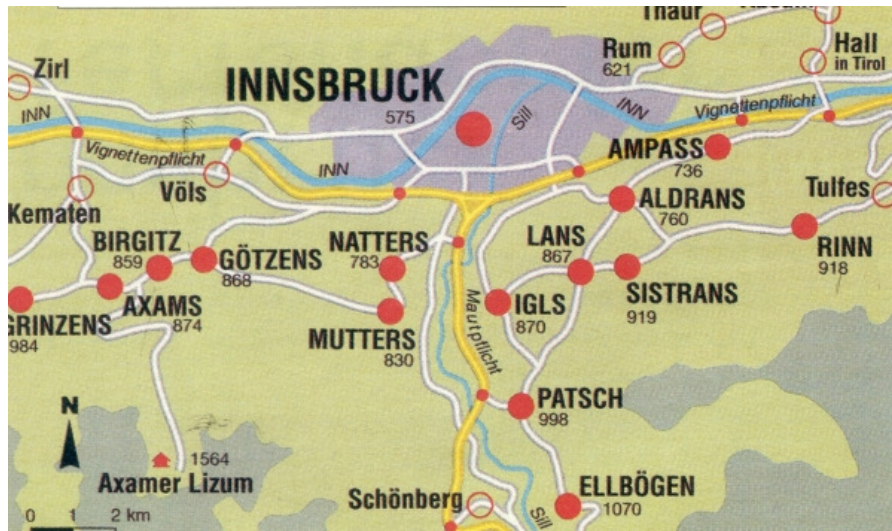 Thaur
Rum
621
Hall
in Tirol
Zirl
INNSBRUCK
575
INN
Sill
INN
Vignettenpflicht
INN
Vignettenpflicht
AMPASS
736
Völs
Kematen
ALDRANS
760
Tulfes
BIRGITZ
859
GÖTZENS
868
NATTERS
783
LANS
867
RINN
918
AXAMS
874
GRINZENS
984
MUTTERS
830
Mautpflicht
IGLS
870
SISTRANS
919
PATSCH
998
N
1564
Axamer Lizum
Schönberg
ELLBÖGEN
1070
Sill
0 1 2 km